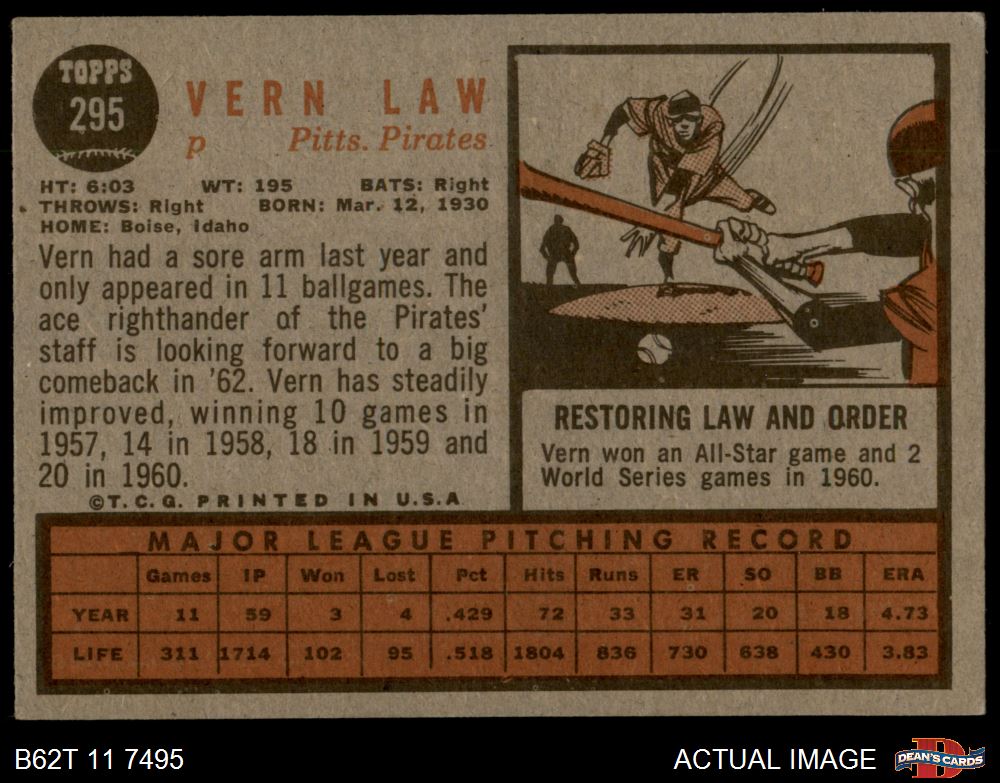 TOPPS
295
VERN LAW
p Pitts. Pirates
HT: 6:03 WT: 195 BATS: Right
THROWS: Right BORN: Mar. 12, 1930
HOME: Boise, Idaho
Vern had a sore arm last year and
only appeared in 11 ballgames. The
ace righthander of the Pirates'
staff is looking forward to a big
comeback in '62. Vern has steadily
improved, winning 10 games in
1957, 14 in 1958, 18 in 1959 and
20 in 1960.
©T.C.G. PRINTED IN U.S.A
RESTORING LAW AND ORDER
Vern won an All-Star game and 2
World Series games in 1960.
MAJOR LEAGUE PITCHING RECORD
Games IP Won Lost Pct Hits Runs ER SO BB ERA
YEAR 11 59 3 4 .429 72 33 31 20 18 4.73
LIFE 311 1714 102 95 .518 1804 836 730 638 430 3.83
B62T 11 7495
ACTUAL IMAGE
D
DEAN'S CARDS